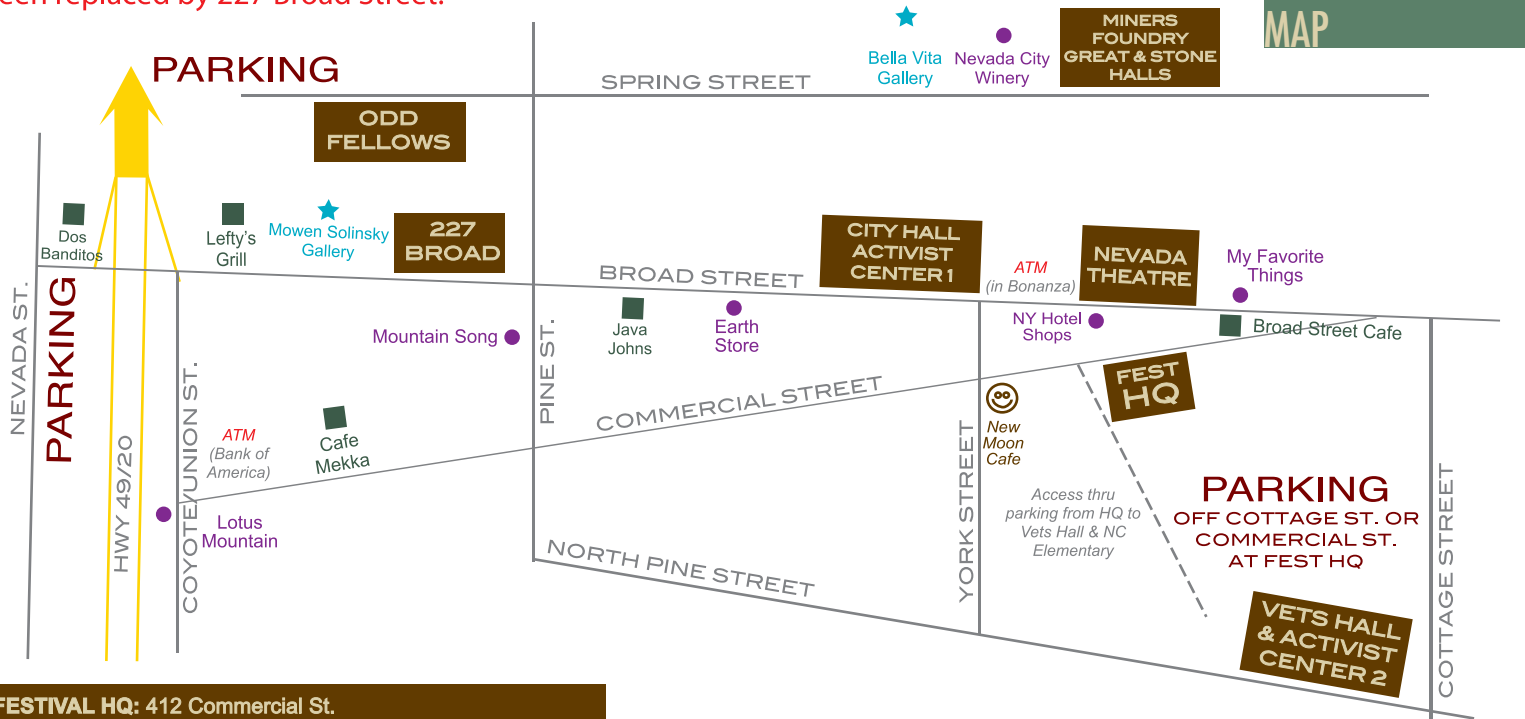 been replaced by 227 Broad Street.
MAP
PARKING
SPRING STREET
Bella Vita
Gallery
Nevada City
Winery
MINERS
FOUNDRY
GREAT & STONE
HALLS
ODD
FELLOWS
Dos
Banditos
Lefty's
Grill
Mowen Solinsky
Gallery
227
BROAD
BROAD STREET
CITY HALL
ACTIVIST
CENTER 1
ATM
(in Bonanza)
NEVADA
THEATRE
My Favorite
Things
NEVADA ST.
PARKING
HWY 49/20
COYOTE/UNION ST.
Mountain Song
PINE ST.
Java
Johns
Earth
Store
NY Hotel
Shops
Broad Street Cafe
COMMERCIAL STREET
FEST
HQ
ATM
(Bank of
America)
Cafe
Mekka
New
Moon
Cafe
YORK STREET
Lotus
Mountain
NORTH PINE STREET
Access thru
parking from HQ to
Vets Hall & NC
Elementary
PARKING
OFF COTTAGE ST. OR
COMMERCIAL ST.
AT FEST HQ
COTTAGE STREET
VETS HALL
& ACTIVIST
CENTER 2
FESTIVAL HQ: 412 Commercial St.